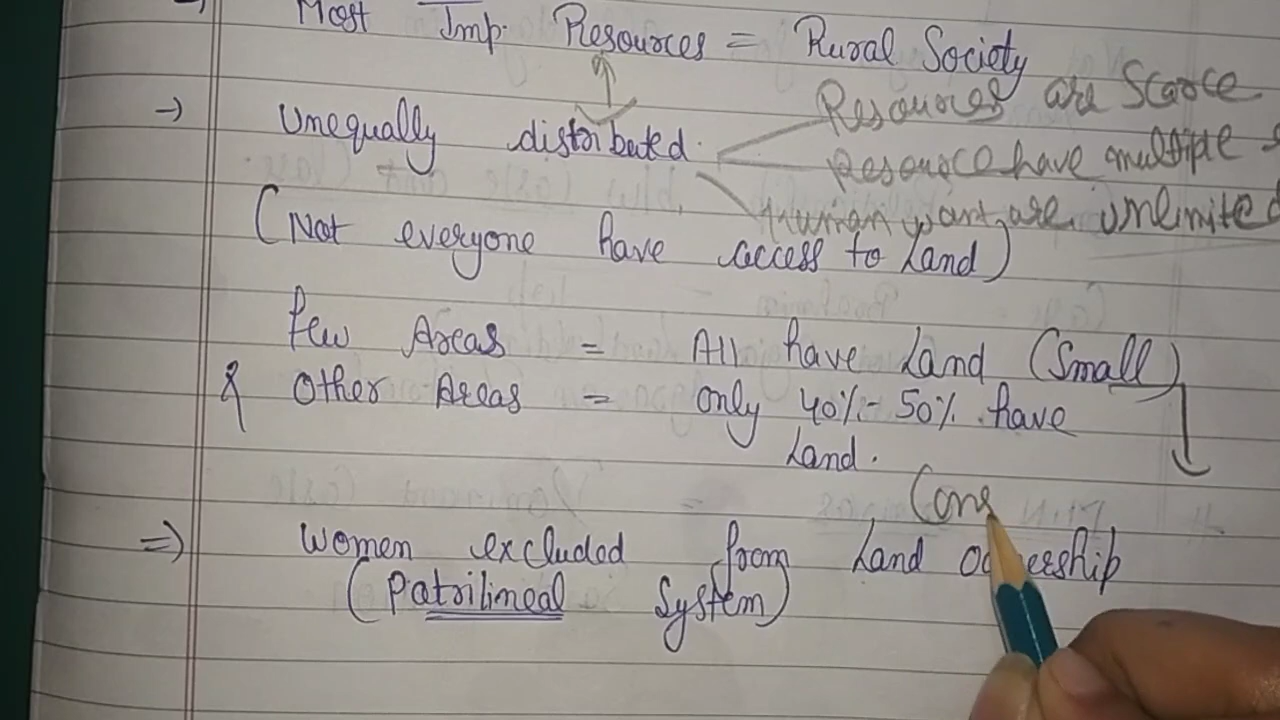 Most Imp. Resources = Rural Society
→ Unequally distributed.
Resources are Scarce
Resource have multiple
Human want are unlimited
(Not everyone have access to Land)
Few Areas = All have Land (Small)
& Other Areas = only 40%-50% have
Land.
(Cons
⇒ Women excluded from Land ownership
(Patrilineal System)